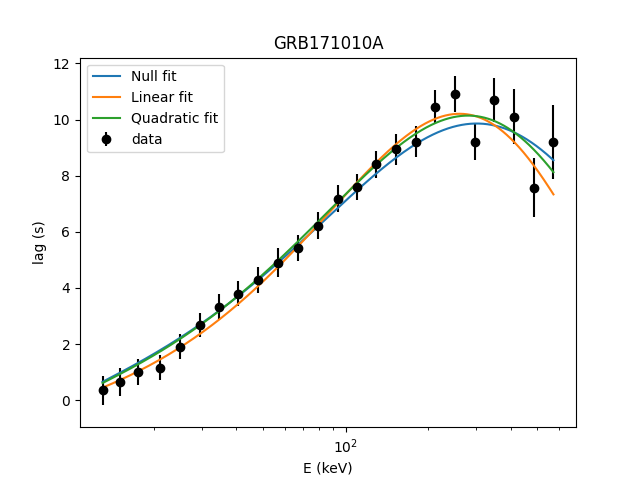 GRB171010A
Null fit
Linear fit
Quadratic fit
data
12
10
8
6
4
2
0
lag (s)
10²
E (keV)